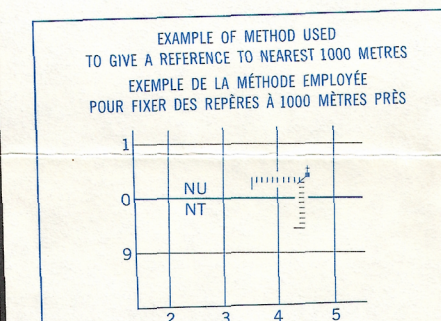 EXAMPLE OF METHOD USED
TO GIVE A REFERENCE TO NEAREST 1000 METRES
EXEMPLE DE LA MÉTHODE EMPLOYÉE
POUR FIXER DES REPÈRES À 1000 MÈTRES PRÈS
1
NU
0
NT
9
2 3 4 5